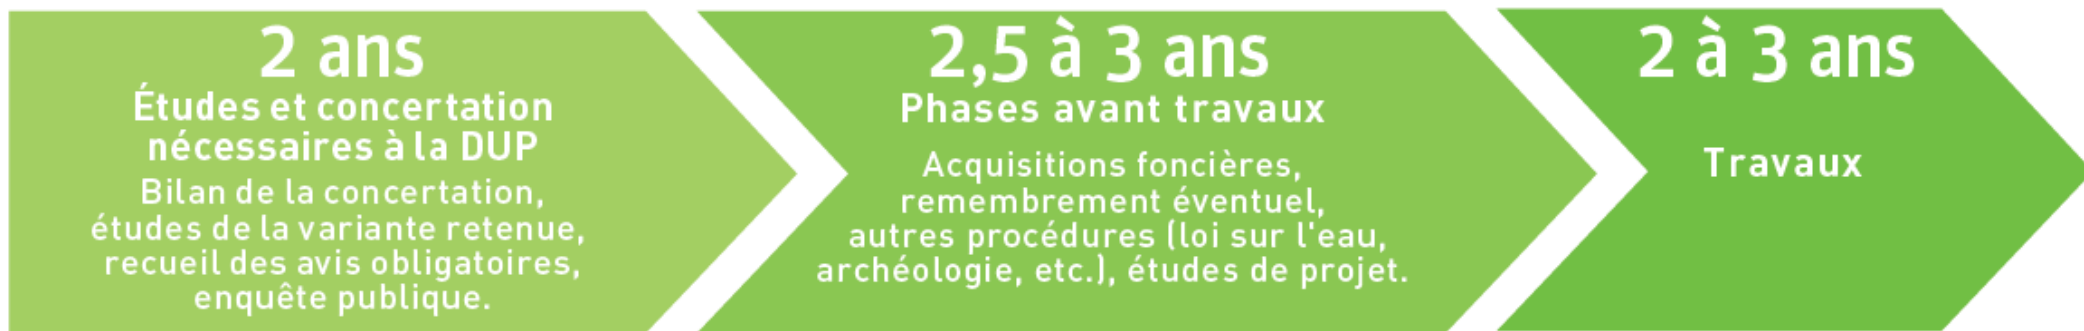 2 ans
Études et concertation
nécessaires à la DUP
Bilan de la concertation,
études de la variante retenue,
recueil des avis obligatoires,
enquête publique.
2,5 à 3 ans
Phases avant travaux
Acquisitions foncières,
remembrement éventuel,
autres procédures (loi sur l'eau,
archéologie, etc.), études de projet.
2 à 3 ans
Travaux